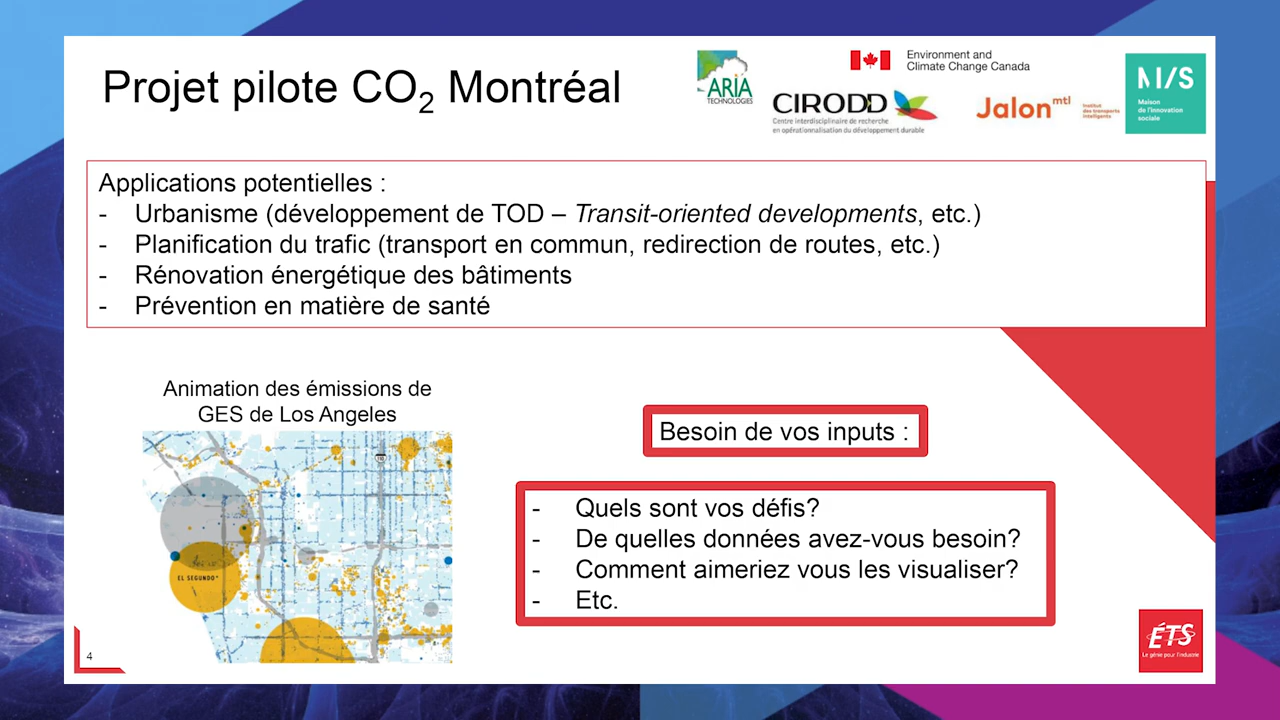 Projet pilote CO₂ Montréal
ARIA
TECHNOLOGIES
Environment and
Climate Change Canada
CIRODD
Centre interdisciplinaire de recherche
en opérationnalisation du développement durable
Jalon mtl
Institut
des transports
intelligents
M/S
Maison
de l'innovation
sociale
Applications potentielles :
- Urbanisme (développement de TOD – Transit-oriented developments, etc.)
- Planification du trafic (transport en commun, redirection de routes, etc.)
- Rénovation énergétique des bâtiments
- Prévention en matière de santé
Animation des émissions de
GES de Los Angeles
EL SEGUNDO
Besoin de vos inputs :
- Quels sont vos défis?
- De quelles données avez-vous besoin?
- Comment aimeriez vous les visualiser?
- Etc.
4
ÉTS
Le génie pour l'industrie